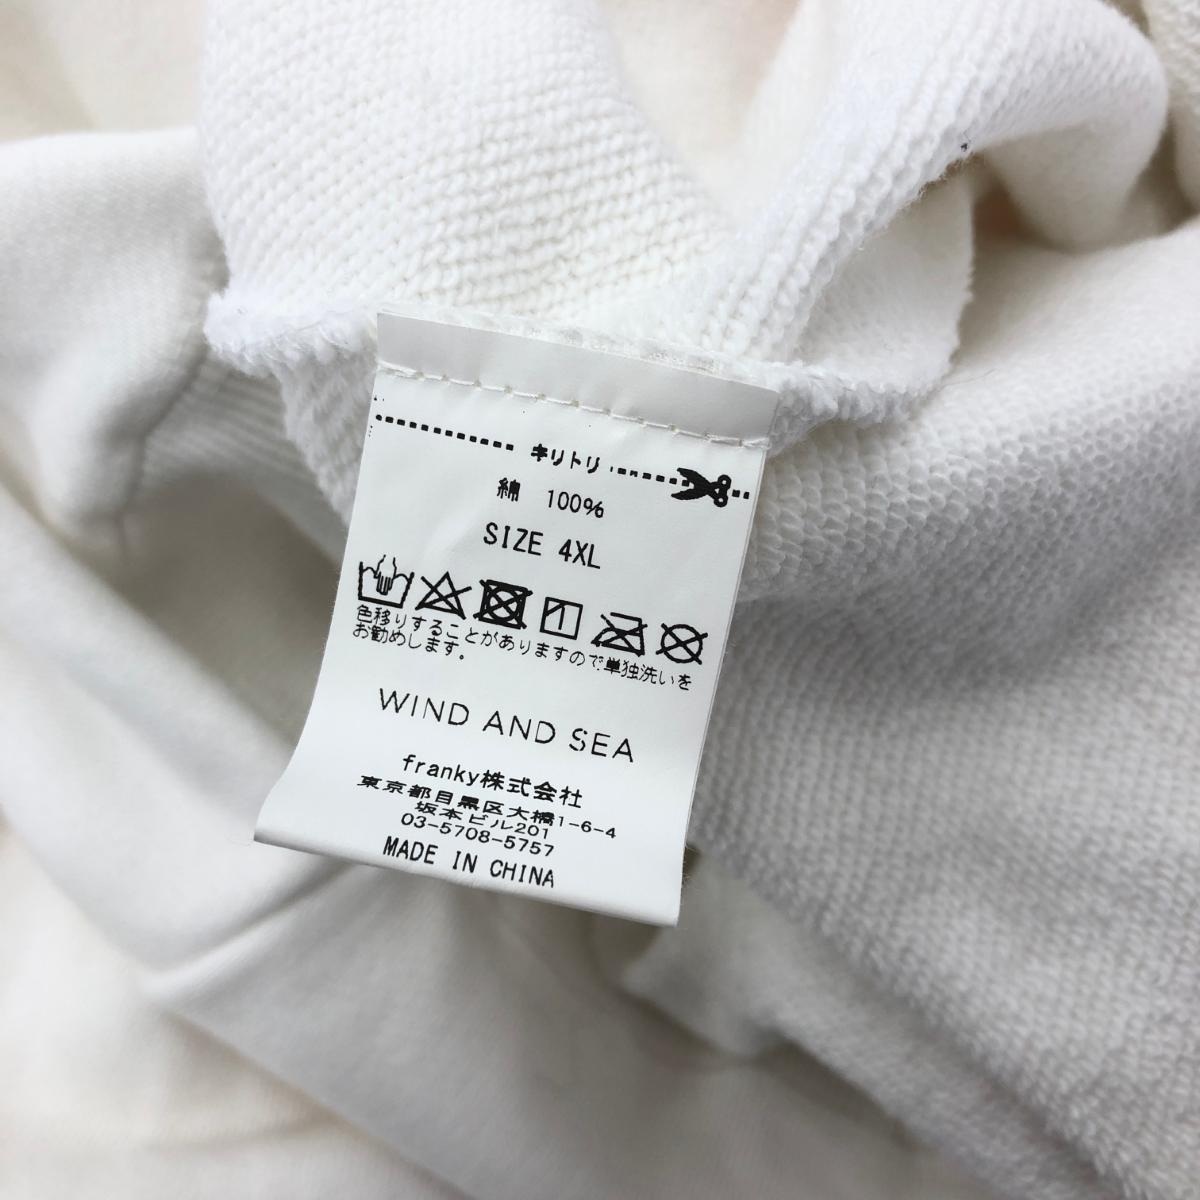 キリトリ
綿 100%
SIZE 4XL
色移りすることがありますので単独洗いを
お勧めします。
WIND AND SEA
franky株式会社
東京都目黒区大橋1-6-4
坂本ビル201
03-5708-5757
MADE IN CHINA